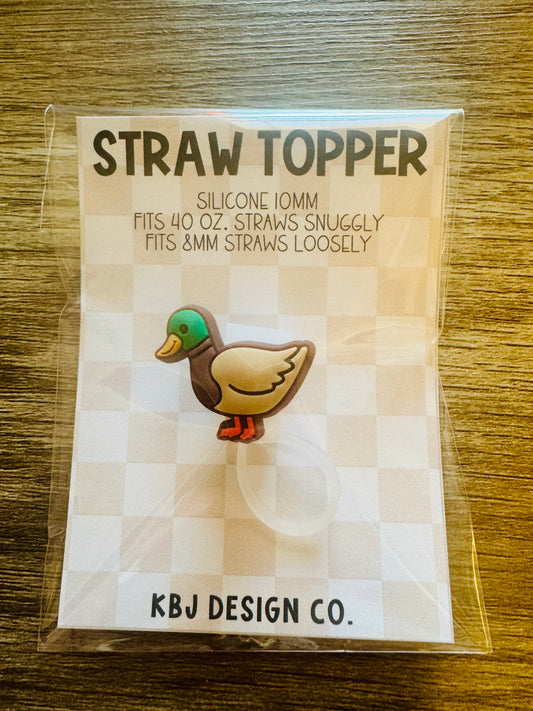 STRAW TOPPER
SILICONE 10MM
FITS 40 OZ. STRAWS SNUGGLY
FITS 8MM STRAWS LOOSELY
KBJ DESIGN CO.